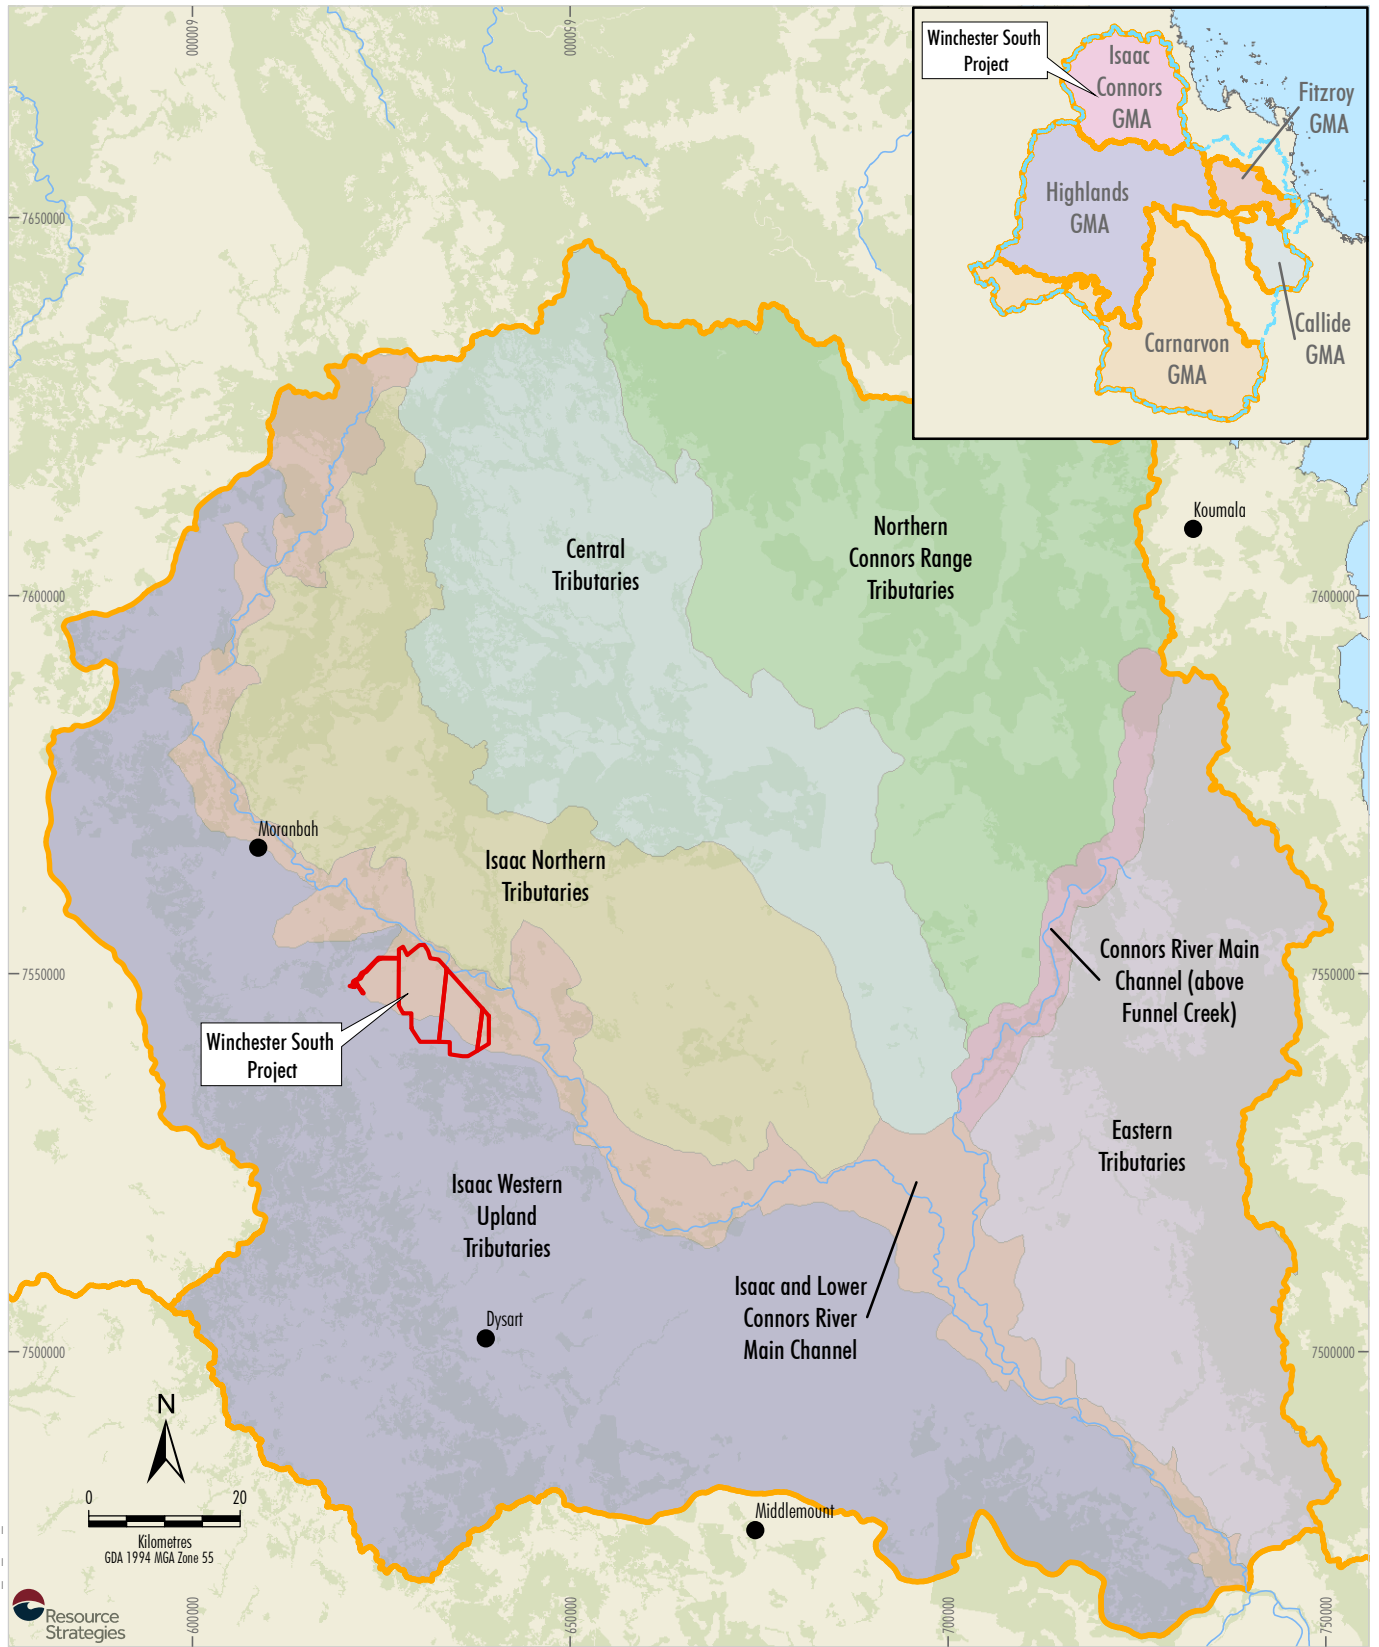 600000
650000
Winchester South
Project
Isaac
Connors
GMA
Fitzroy
GMA
Highlands
GMA
Callide
GMA
Carnarvon
GMA
7650000
Koumala
Northern
Connors Range
Tributaries
Central
Tributaries
7600000
7600000
Moranbah
Isaac Northern
Tributaries
Connors River Main
Channel (above
Funnel Creek)
7550000
7550000
Winchester South
Project
Eastern
Tributaries
Isaac Western
Upland
Tributaries
Isaac and Lower
Connors River
Main Channel
Dysart
7500000
7500000
N
0
20
Kilometres
GDA 1994 MGA Zone 55
Middlemount
Resource
Strategies
600000
650000
700000
750000